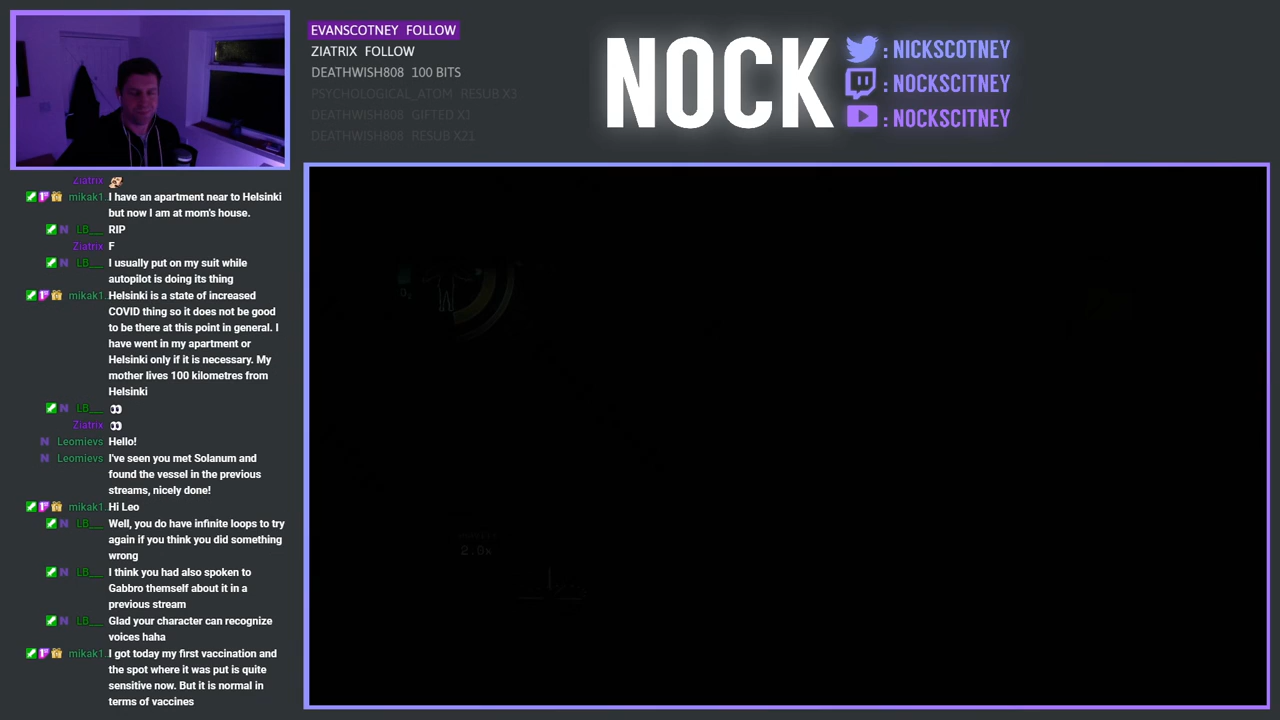 EVANSCOTNEY FOLLOW
ZIATRIX FOLLOW
DEATHWISH808 100 BITS
PSYCHOLOGICAL_ATOM RESUB X3
DEATHWISH808 GIFTED X1
DEATHWISH808 RESUB X21
NOCK
: NICKSCOTNEY
: NOCKSCITNEY
: NOCKSCITNEY
Ziatrix
mikak1. I have an apartment near to Helsinki
but now I am at mom's house.
LB__ RIP
Ziatrix F
LB__ I usually put on my suit while
autopilot is doing its thing
mikak1. Helsinki is a state of increased
COVID thing so it does not be good
to be there at this point in general. I
have went in my apartment or
Helsinki only if it is necessary. My
mother lives 100 kilometres from
Helsinki
LB__ 👀
Ziatrix 👀
Leomievs Hello!
Leomievs I've seen you met Solanum and
found the vessel in the previous
streams, nicely done!
mikak1. Hi Leo
LB__ Well, you do have infinite loops to try
again if you think you did something
wrong
LB__ I think you had also spoken to
Gabbro themself about it in a
previous stream
LB__ Glad your character can recognize
voices haha
mikak1. I got today my first vaccination and
the spot where it was put is quite
sensitive now. But it is normal in
terms of vaccines